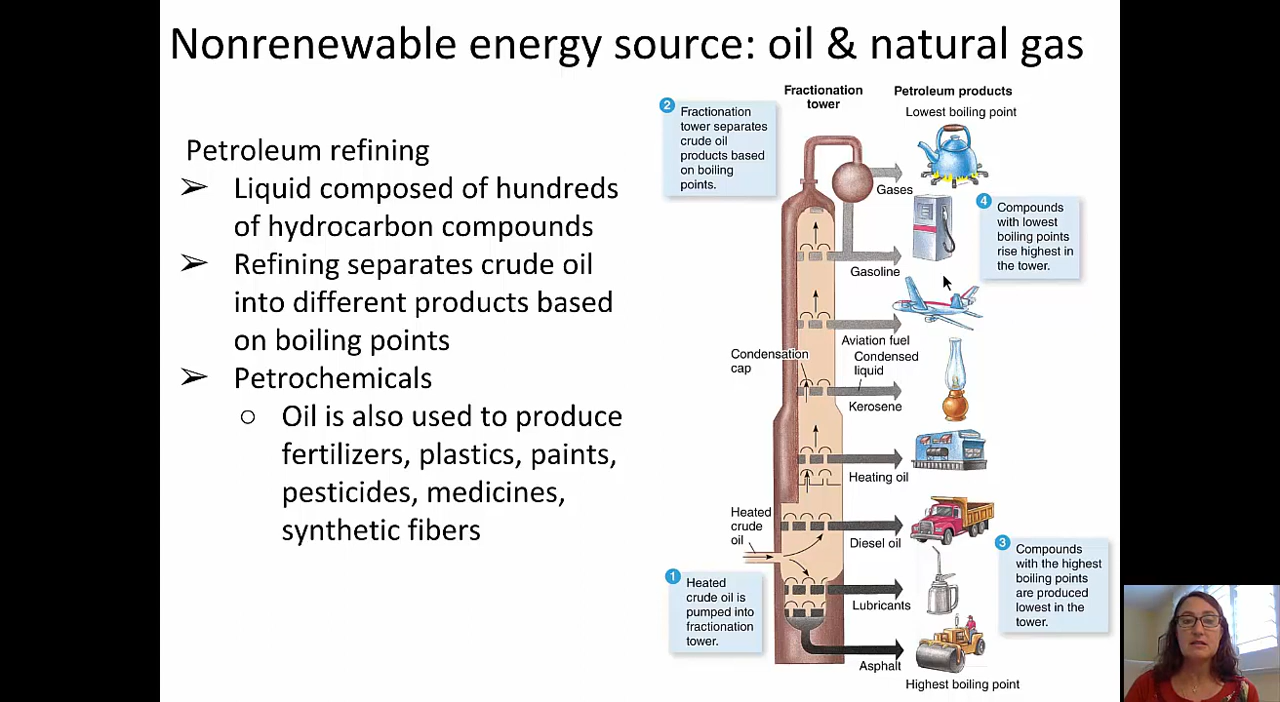 Nonrenewable energy source: oil & natural gas
Petroleum refining
➢ Liquid composed of hundreds
of hydrocarbon compounds
➢ Refining separates crude oil
into different products based
on boiling points
➢ Petrochemicals
○ Oil is also used to produce
fertilizers, plastics, paints,
pesticides, medicines,
synthetic fibers
Fractionation
tower
Petroleum products
Lowest boiling point
2
Fractionation
tower separates
crude oil
products based
on boiling
points.
Gases
4
Compounds
with lowest
boiling points
rise highest in
the tower.
Gasoline
Aviation fuel
Condensation
cap
Condensed
liquid
Kerosene
Heating oil
Heated
crude
oil
Diesel oil
3
Compounds
with the highest
boiling points
are produced
lowest in the
tower.
1
Heated
crude oil is
pumped into
fractionation
tower.
Lubricants
Asphalt
Highest boiling point